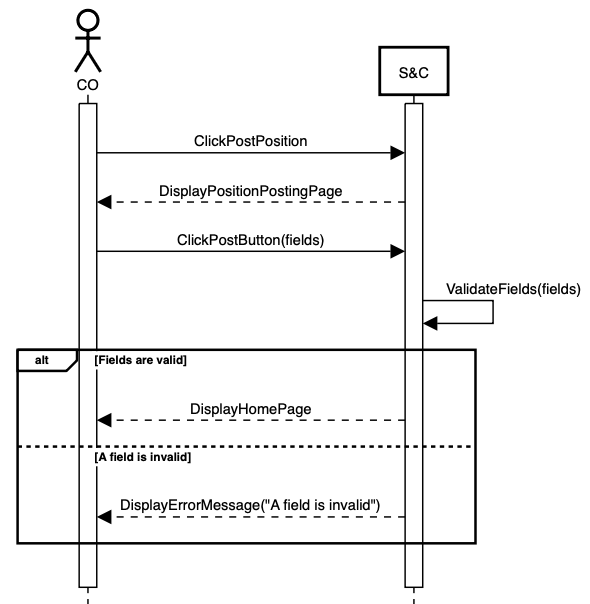 CO
S&C
ClickPostPosition
DisplayPositionPostingPage
ClickPostButton(fields)
ValidateFields(fields)
alt
[Fields are valid]
DisplayHomePage
[A field is invalid]
DisplayErrorMessage("A field is invalid")